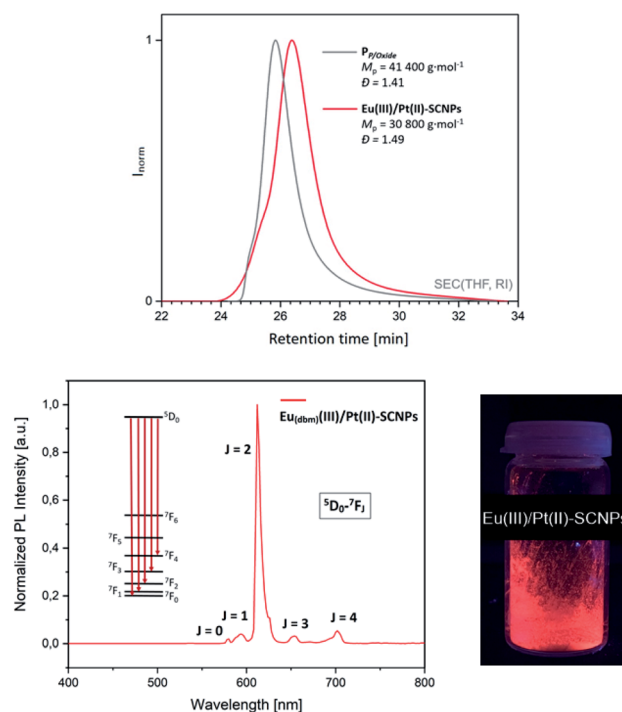 1
P_P/Oxide
M_p = 41 400 g·mol⁻¹
Đ = 1.41
Eu(III)/Pt(II)-SCNPs
M_p = 30 800 g·mol⁻¹
Đ = 1.49
I_norm
SEC(THF, RI)
0
22 24 26 28 30 32 34
Retention time [min]
1,0
0,8
0,6
0,4
0,2
0,0
Normalized PL Intensity [a.u.]
Eu_(dbm)(III)/Pt(II)-SCNPs
⁵D₀
J = 2
⁵D₀-⁷F_J
⁷F₆
⁷F₅
⁷F₄
⁷F₃
⁷F₂
⁷F₁
⁷F₀
J = 0
J = 1
J = 3
J = 4
400 500 600 700 800
Wavelength [nm]
Eu(III)/Pt(II)-SCNPs